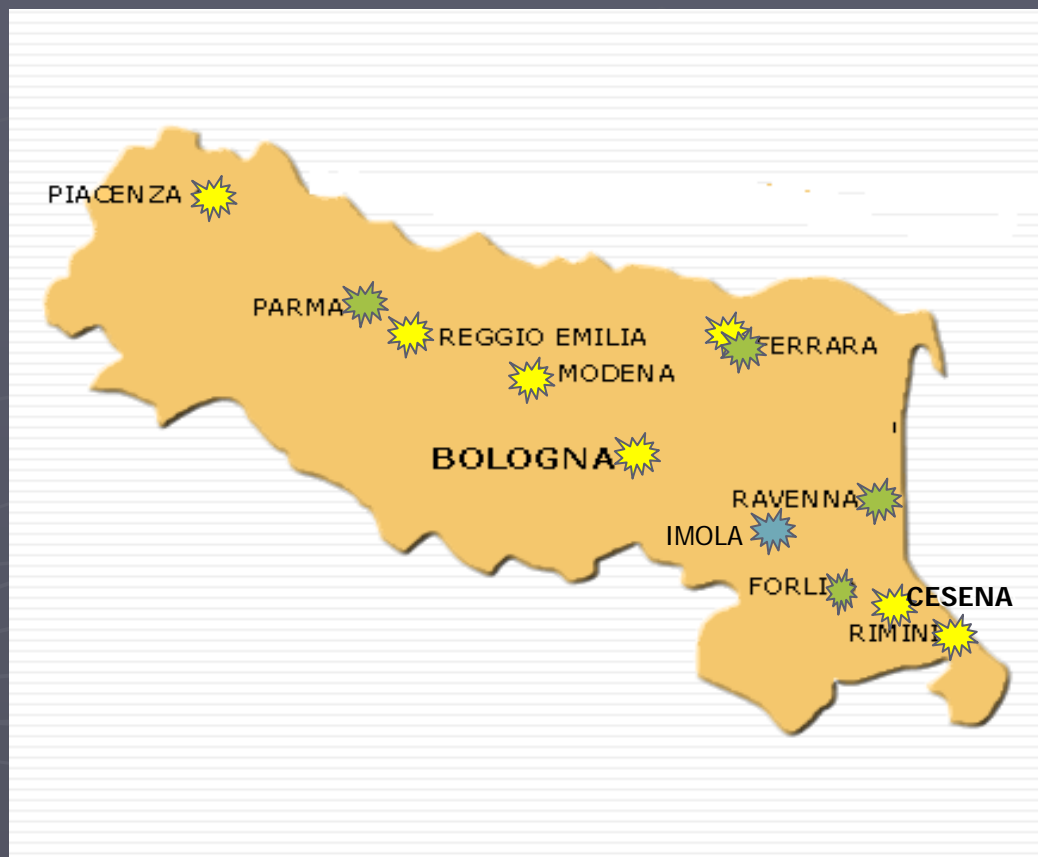 PIACENZA
PARMA
REGGIO EMILIA
FERRARA
MODENA
BOLOGNA
RAVENNA
IMOLA
FORLI
CESENA
RIMINI